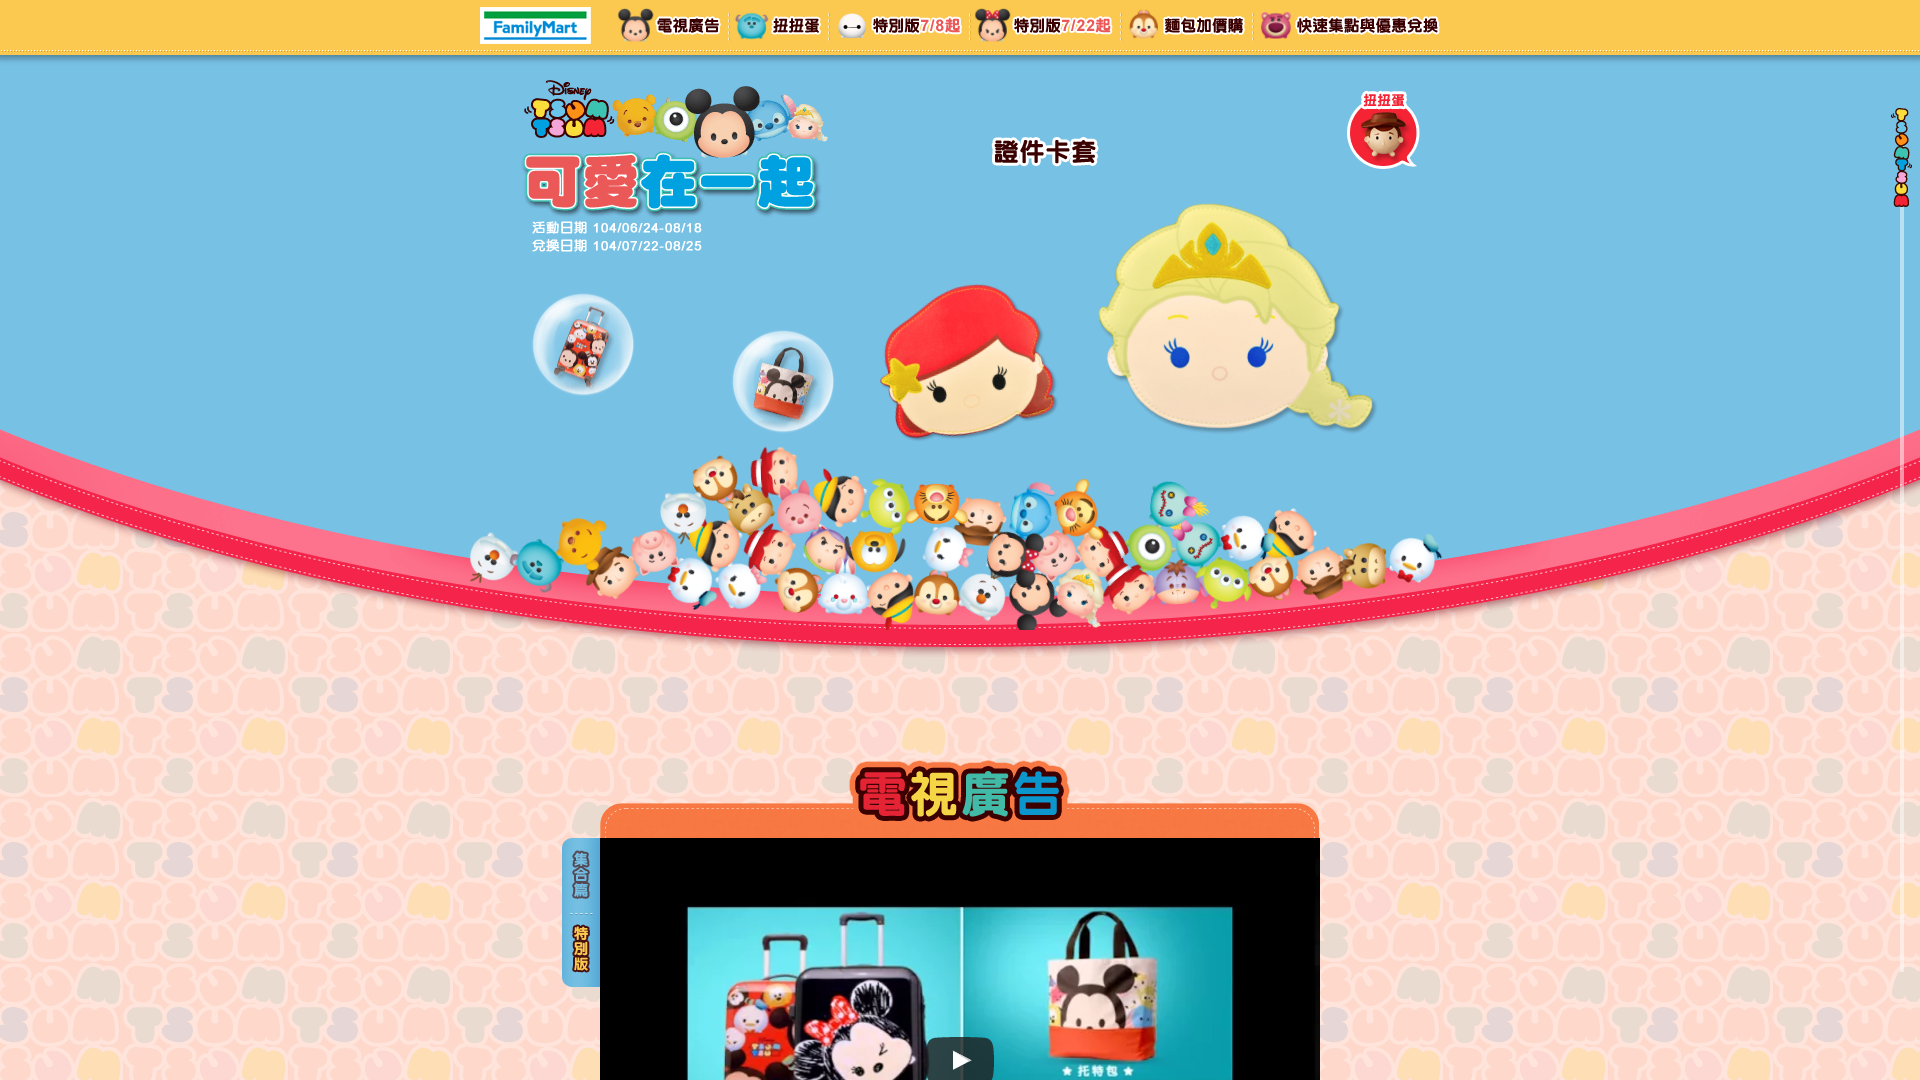 FamilyMart
電視廣告
扭扭蛋
特別版7/8起
特別版7/22起
麵包加價購
快速集點與優惠兌換
Disney
TSUM
TSUM
可愛在一起
活動日期 104/06/24-08/18
兌換日期 104/07/22-08/25
證件卡套
扭扭蛋
TSUMTSUM
電視廣告
集合篇
特別版
★ 托特包 ★